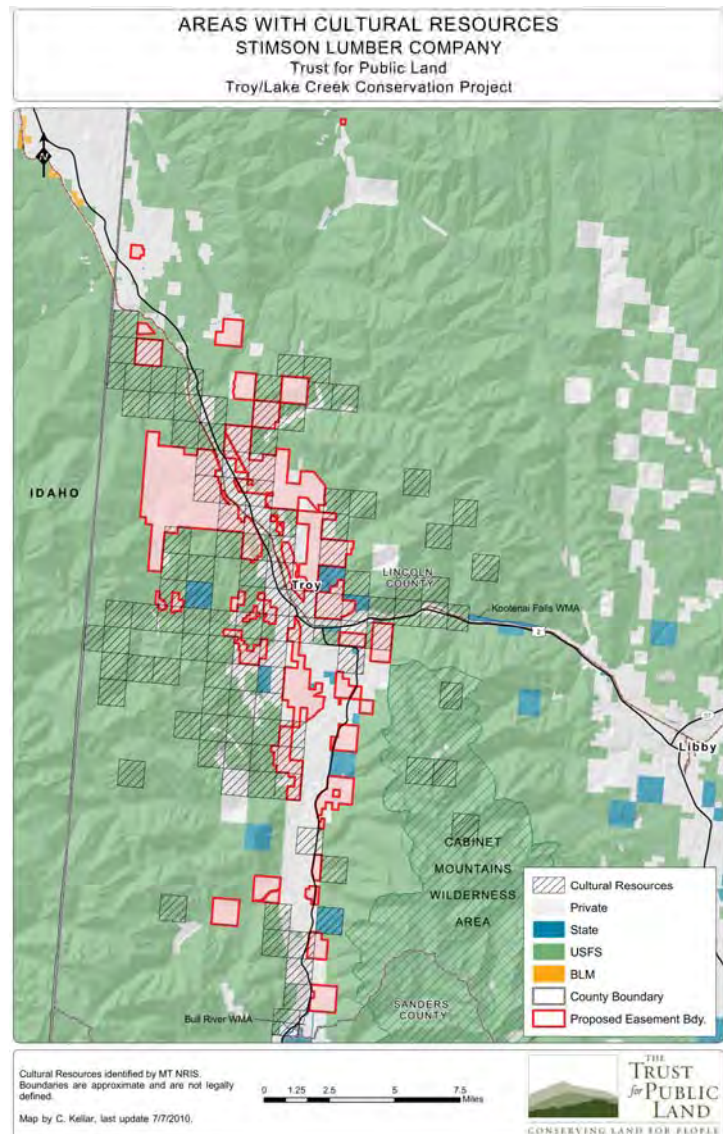 AREAS WITH CULTURAL RESOURCES
STIMSON LUMBER COMPANY
Trust for Public Land
Troy/Lake Creek Conservation Project
N
IDAHO
Troy
LINCOLN
COUNTY
Kootenai Falls WMA
2
Libby
CABINET
MOUNTAINS
WILDERNESS
AREA
SANDERS
COUNTY
Bull River WMA
Cultural Resources
Private
State
USFS
BLM
County Boundary
Proposed Easement Bdy.
Cultural Resources identified by MT NRIS.
Boundaries are approximate and are not legally
defined.
Map by C. Kellar, last update 7/7/2010.
0 1.25 2.5 5 7.5
Miles
THE
TRUST
for PUBLIC
LAND
CONSERVING LAND FOR PEOPLE